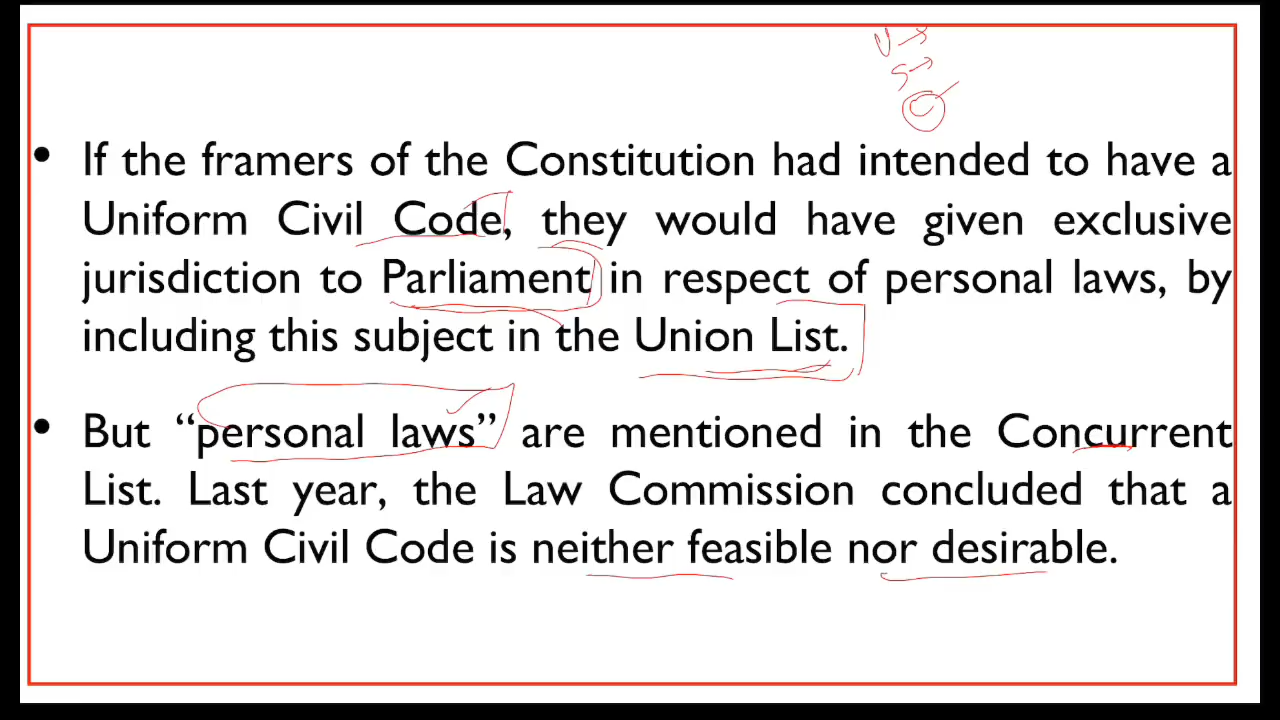 U →
S →
C
• If the framers of the Constitution had intended to have a
Uniform Civil Code, they would have given exclusive
jurisdiction to Parliament in respect of personal laws, by
including this subject in the Union List.
• But “personal laws” are mentioned in the Concurrent
List. Last year, the Law Commission concluded that a
Uniform Civil Code is neither feasible nor desirable.